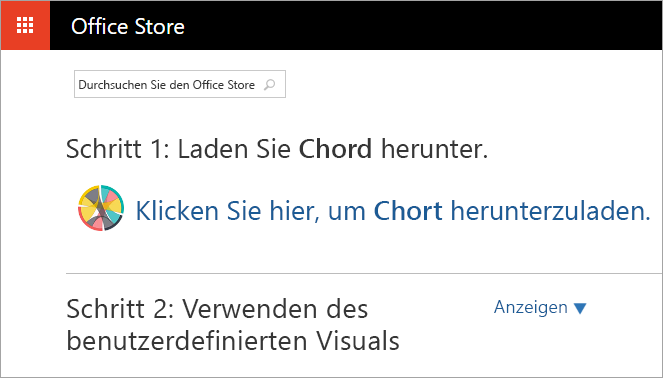 Office Store
Durchsuchen Sie den Office Store
Schritt 1: Laden Sie Chord herunter.
Klicken Sie hier, um Chort herunterzuladen.
Schritt 2: Verwenden des
benutzerdefinierten Visuals
Anzeigen